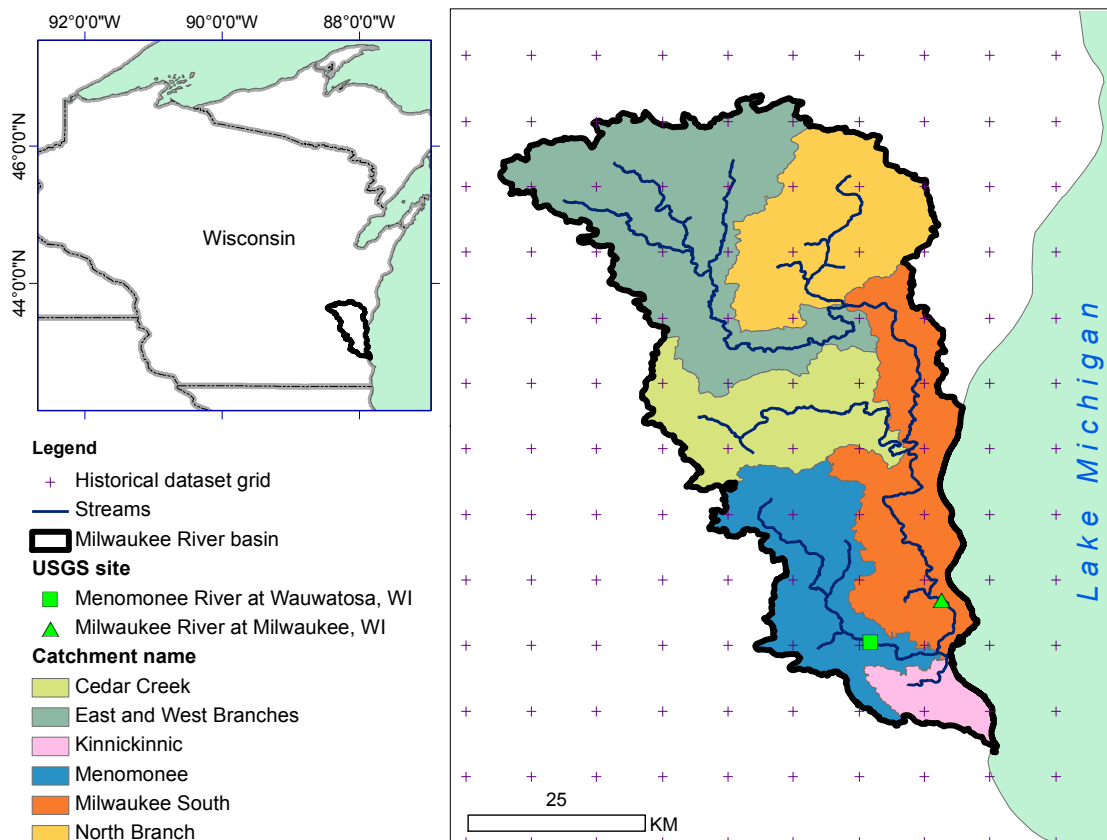 92°0'0"W 90°0'0"W 88°0'0"W
46°0'0"N
44°0'0"N
Wisconsin
Legend
Historical dataset grid
Streams
Milwaukee River basin
USGS site
Menomonee River at Wauwatosa, WI
Milwaukee River at Milwaukee, WI
Catchment name
Cedar Creek
East and West Branches
Kinnickinnic
Menomonee
Milwaukee South
North Branch
Lake Michigan
25
KM